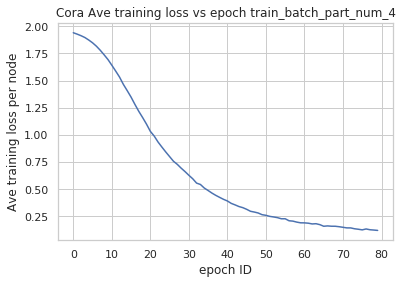 Cora Ave training loss vs epoch train_batch_part_num_4
2.00
1.75
1.50
1.25
1.00
0.75
0.50
0.25
Ave training loss per node
0 10 20 30 40 50 60 70 80
epoch ID